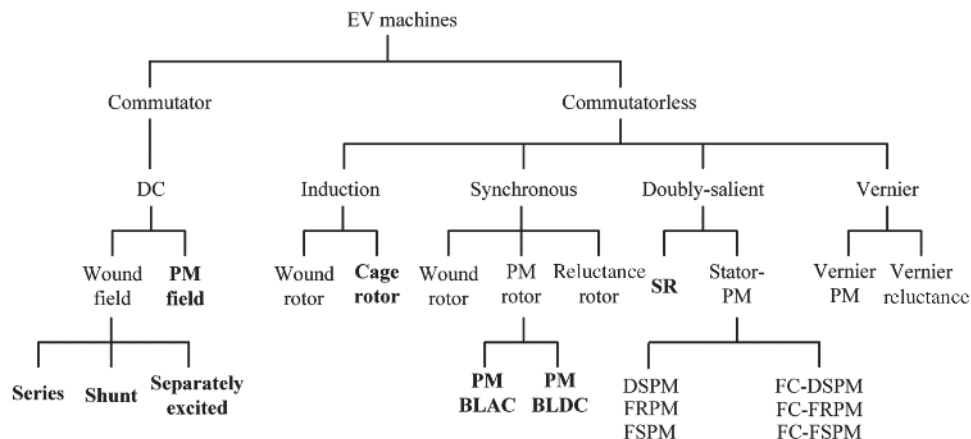 EV machines
Commutator
Commutatorless
DC
Induction
Synchronous
Doubly-salient
Vernier
Wound
field
PM
field
Wound
rotor
Cage
rotor
Wound
rotor
PM
rotor
Reluctance
rotor
SR
Stator-
PM
Vernier
PM
Vernier
reluctance
Series
Shunt
Separately
excited
PM
BLAC
PM
BLDC
DSPM
FRPM
FSPM
FC-DSPM
FC-FRPM
FC-FSPM